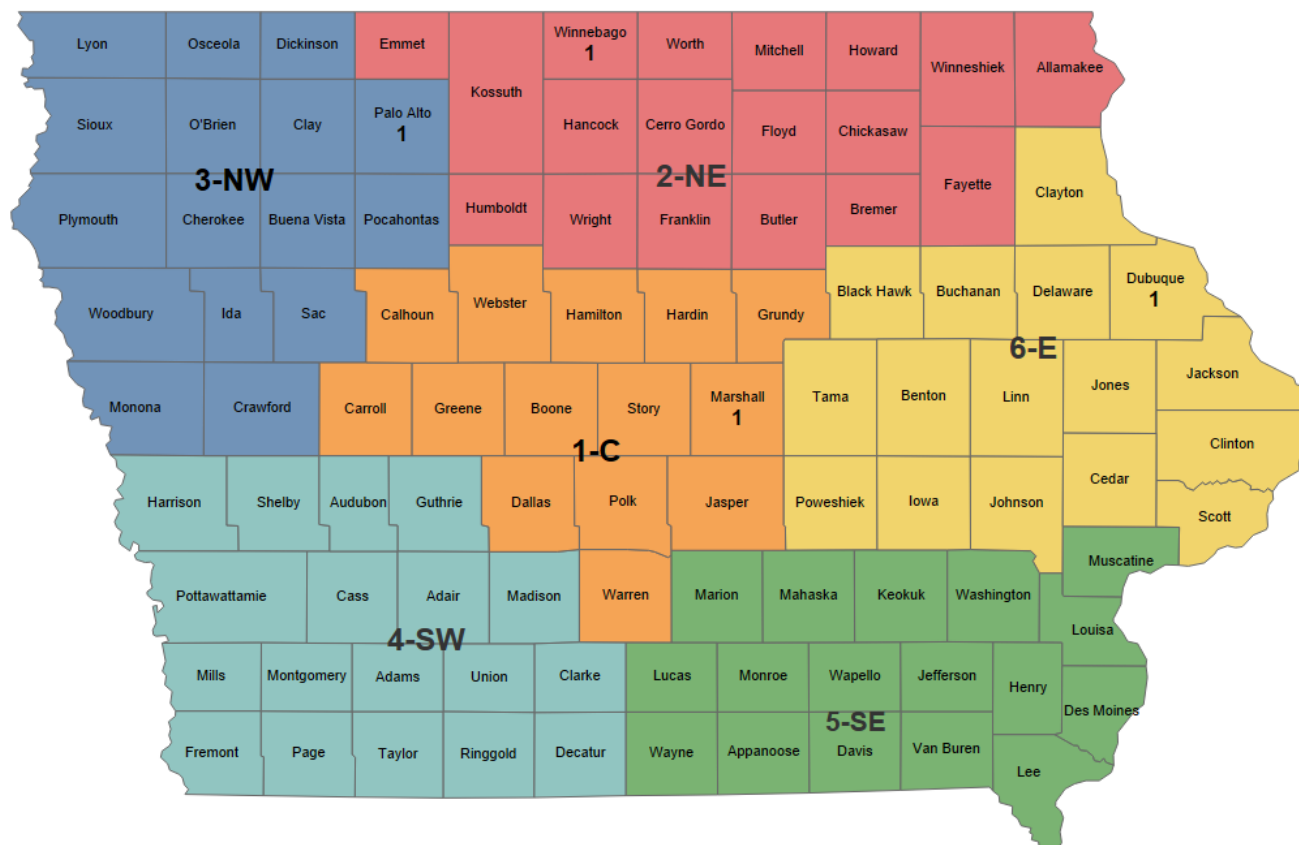 Lyon
Osceola
Dickinson
Emmet
Kossuth
Winnebago
1
Worth
Mitchell
Howard
Winneshiek
Allamakee
Sioux
O'Brien
Clay
Palo Alto
1
Hancock
Cerro Gordo
Floyd
Chickasaw
3-NW
2-NE
Plymouth
Cherokee
Buena Vista
Pocahontas
Humboldt
Wright
Franklin
Butler
Bremer
Fayette
Clayton
Woodbury
Ida
Sac
Calhoun
Webster
Hamilton
Hardin
Grundy
Black Hawk
Buchanan
Delaware
Dubuque
1
6-E
Monona
Crawford
Carroll
Greene
Boone
Story
Marshall
1
Tama
Benton
Linn
Jones
Jackson
Clinton
1-C
Harrison
Shelby
Audubon
Guthrie
Dallas
Polk
Jasper
Poweshiek
Iowa
Johnson
Cedar
Scott
Muscatine
Pottawattamie
Cass
Adair
Madison
Warren
Marion
Mahaska
Keokuk
Washington
Louisa
4-SW
Mills
Montgomery
Adams
Union
Clarke
Lucas
Monroe
Wapello
Jefferson
Henry
Des Moines
5-SE
Fremont
Page
Taylor
Ringgold
Decatur
Wayne
Appanoose
Davis
Van Buren
Lee